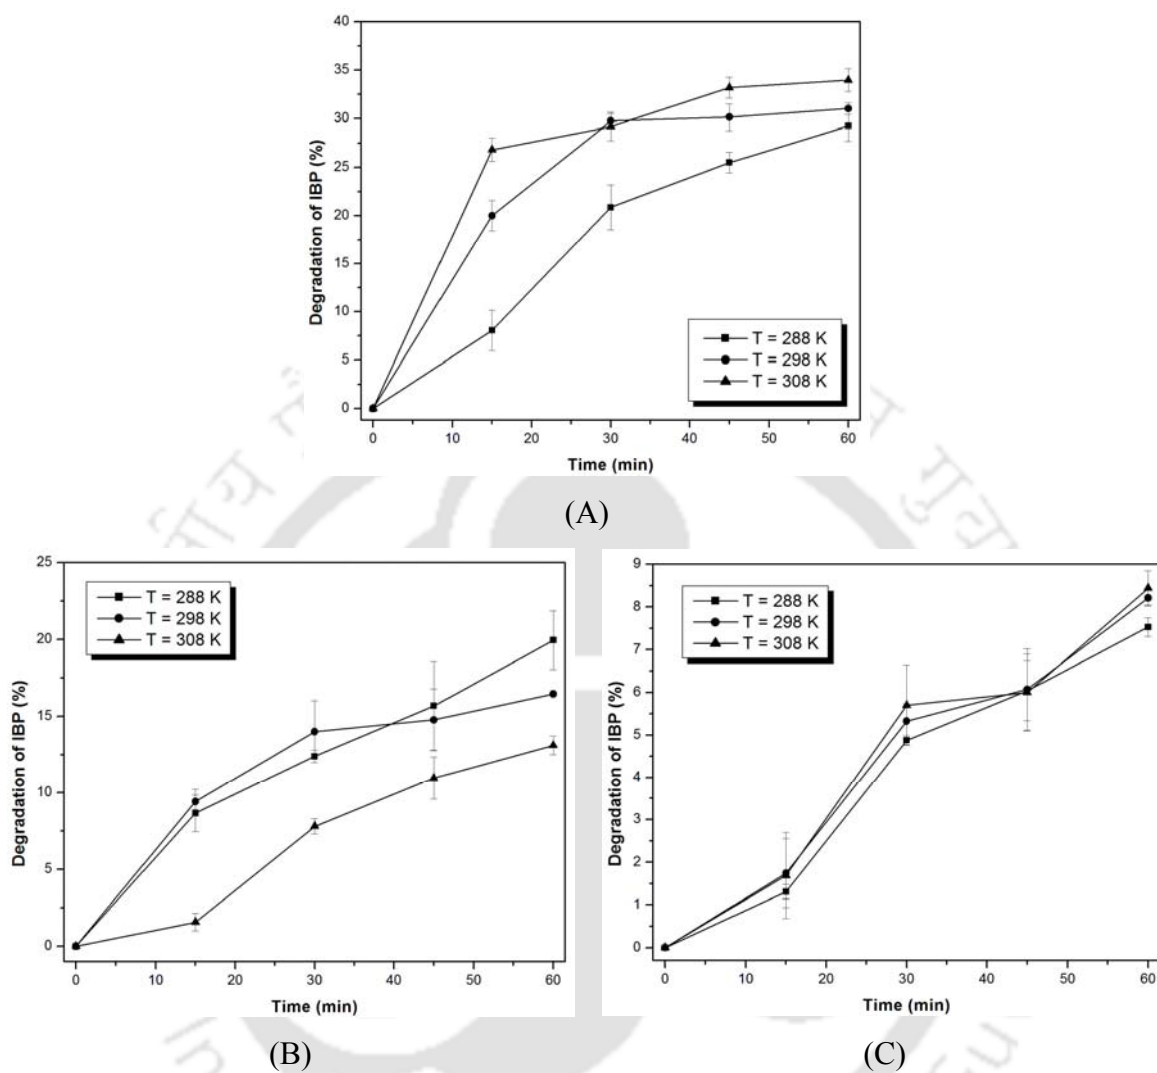 40
35
30
25
20
15
10
5
0
Degradation of IBP (%)
T = 288 K
T = 298 K
T = 308 K
0 10 20 30 40 50 60
Time (min)
(A)
25
20
15
10
5
0
Degradation of IBP (%)
T = 288 K
T = 298 K
T = 308 K
0 10 20 30 40 50 60
Time (min)
(B)
9
8
7
6
5
4
3
2
1
0
Degradation of IBP (%)
T = 288 K
T = 298 K
T = 308 K
0 10 20 30 40 50 60
Time (min)
(C)